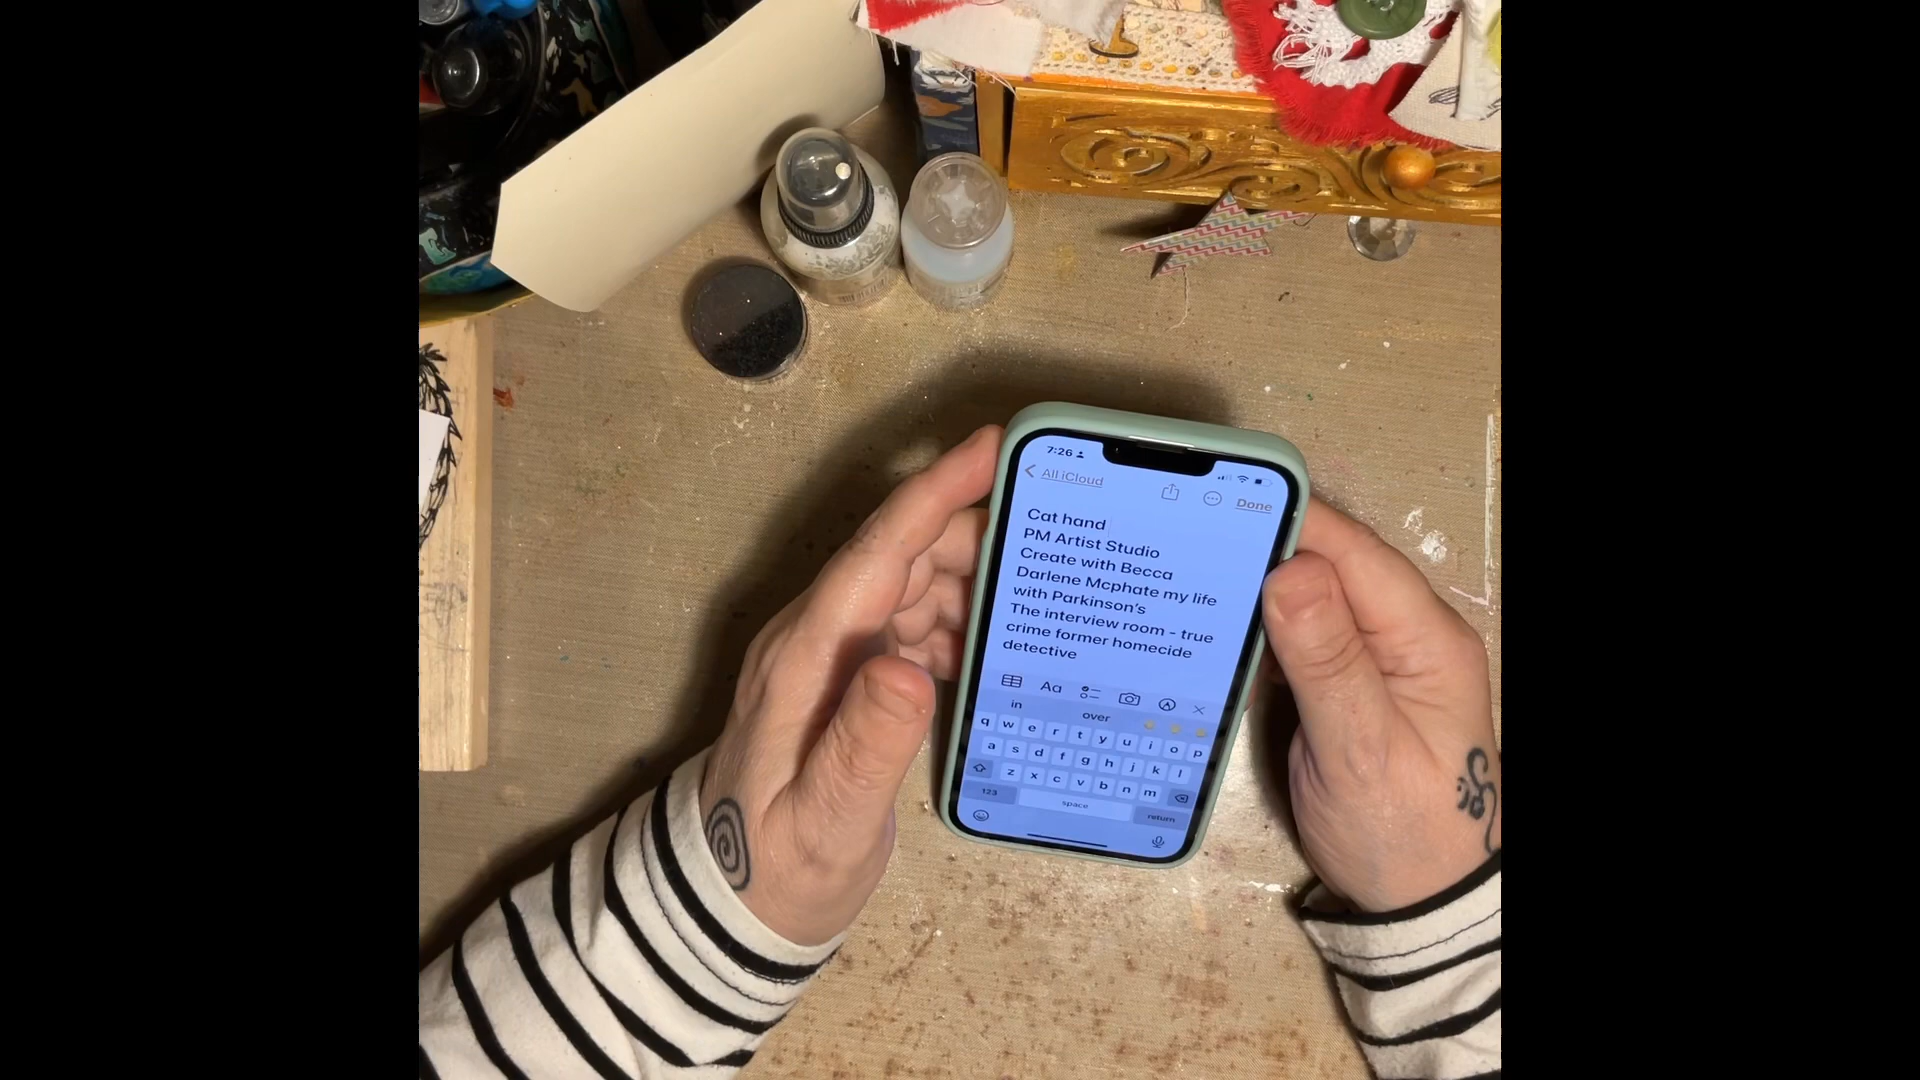 7:26
All iCloud
Done
Cat hand
PM Artist Studio
Create with Becca
Darlene Mcphate my life
with Parkinson's
The interview room - true
crime former homecide
detective
Aa
in over
q w e r t y u i o p
a s d f g h j k l
z x c v b n m
123 space return